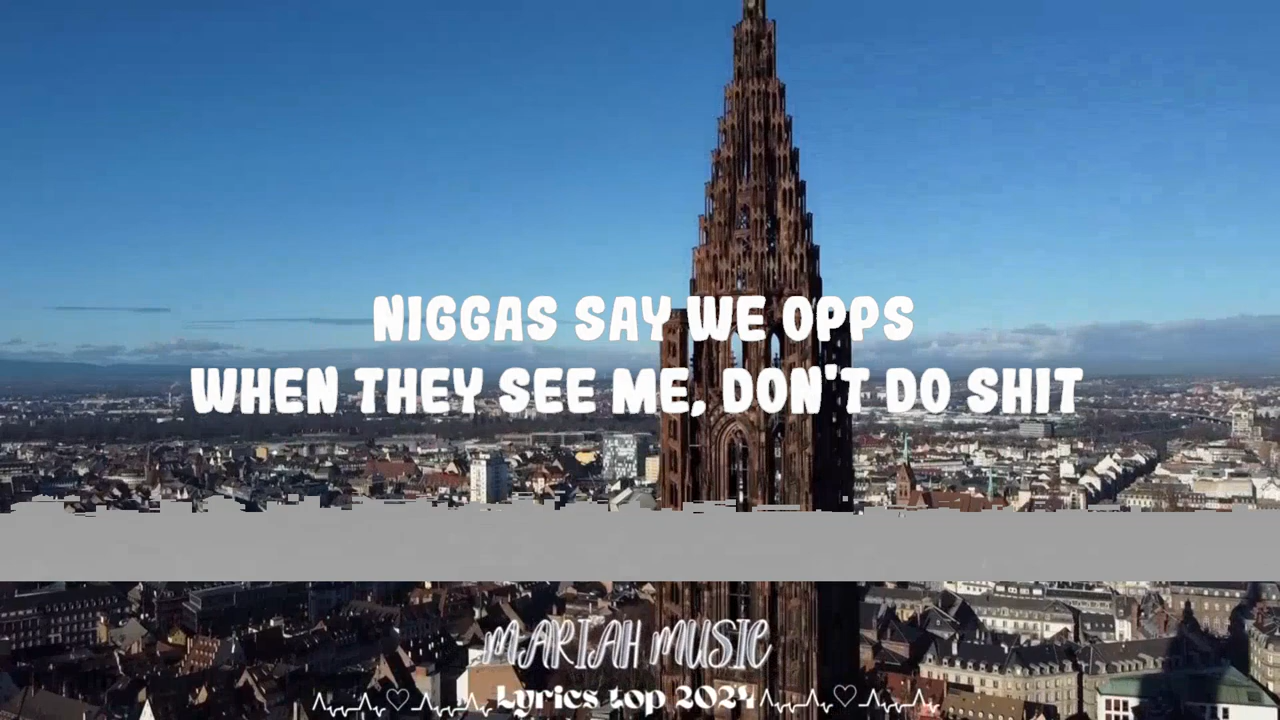 NIGGAS SAY WE OPPS
WHEN THEY SEE ME, DON'T DO SHIT
MARIAH MUSIC
Lyrics top 2024